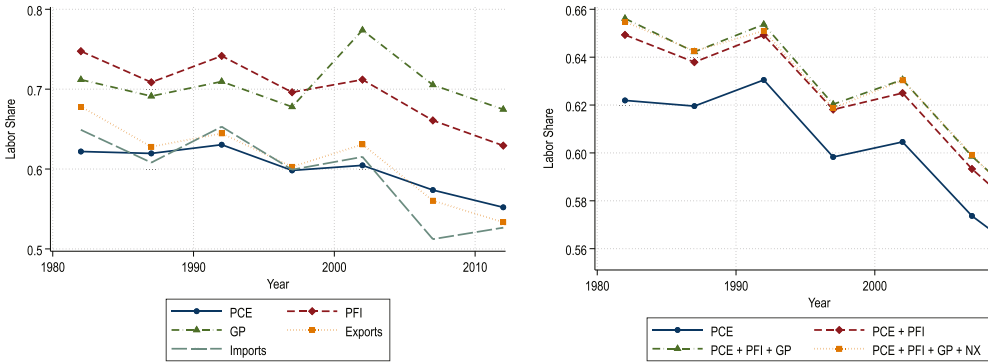 0.8
0.7
0.6
0.5
Labor Share
1980
1990
2000
2010
Year
PCE
PFI
GP
Exports
Imports
0.66
0.64
0.62
0.60
0.58
0.56
Labor Share
1980
1990
2000
Year
PCE
PCE + PFI
PCE + PFI + GP
PCE + PFI + GP + NX